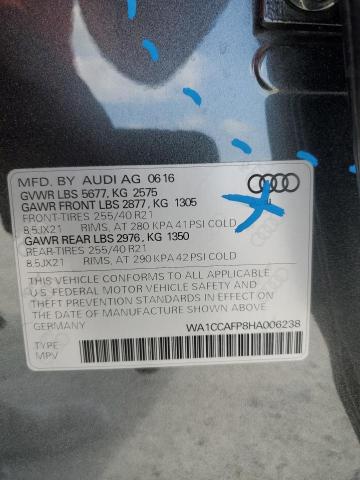 MFD. BY AUDI AG 06 16
GVWR LBS 5677, KG 2575
GAWR FRONT LBS 2877, KG 1305
FRONT-TIRES 255/40 R21
8.5JX21 RIMS, AT 280 KPA 41 PSI COLD
GAWR REAR LBS 2976, KG 1350
REAR-TIRES 255/40 R21
8.5JX21 RIMS, AT 290 KPA 42 PSI COLD
THIS VEHICLE CONFORMS TO ALL APPLICABLE
U.S. FEDERAL MOTOR VEHICLE SAFETY AND
THEFT PREVENTION STANDARDS IN EFFECT ON
THE DATE OF MANUFACTURE SHOWN ABOVE.
GERMANY WA1CCAFP8HA006238
TYPE:
MPV